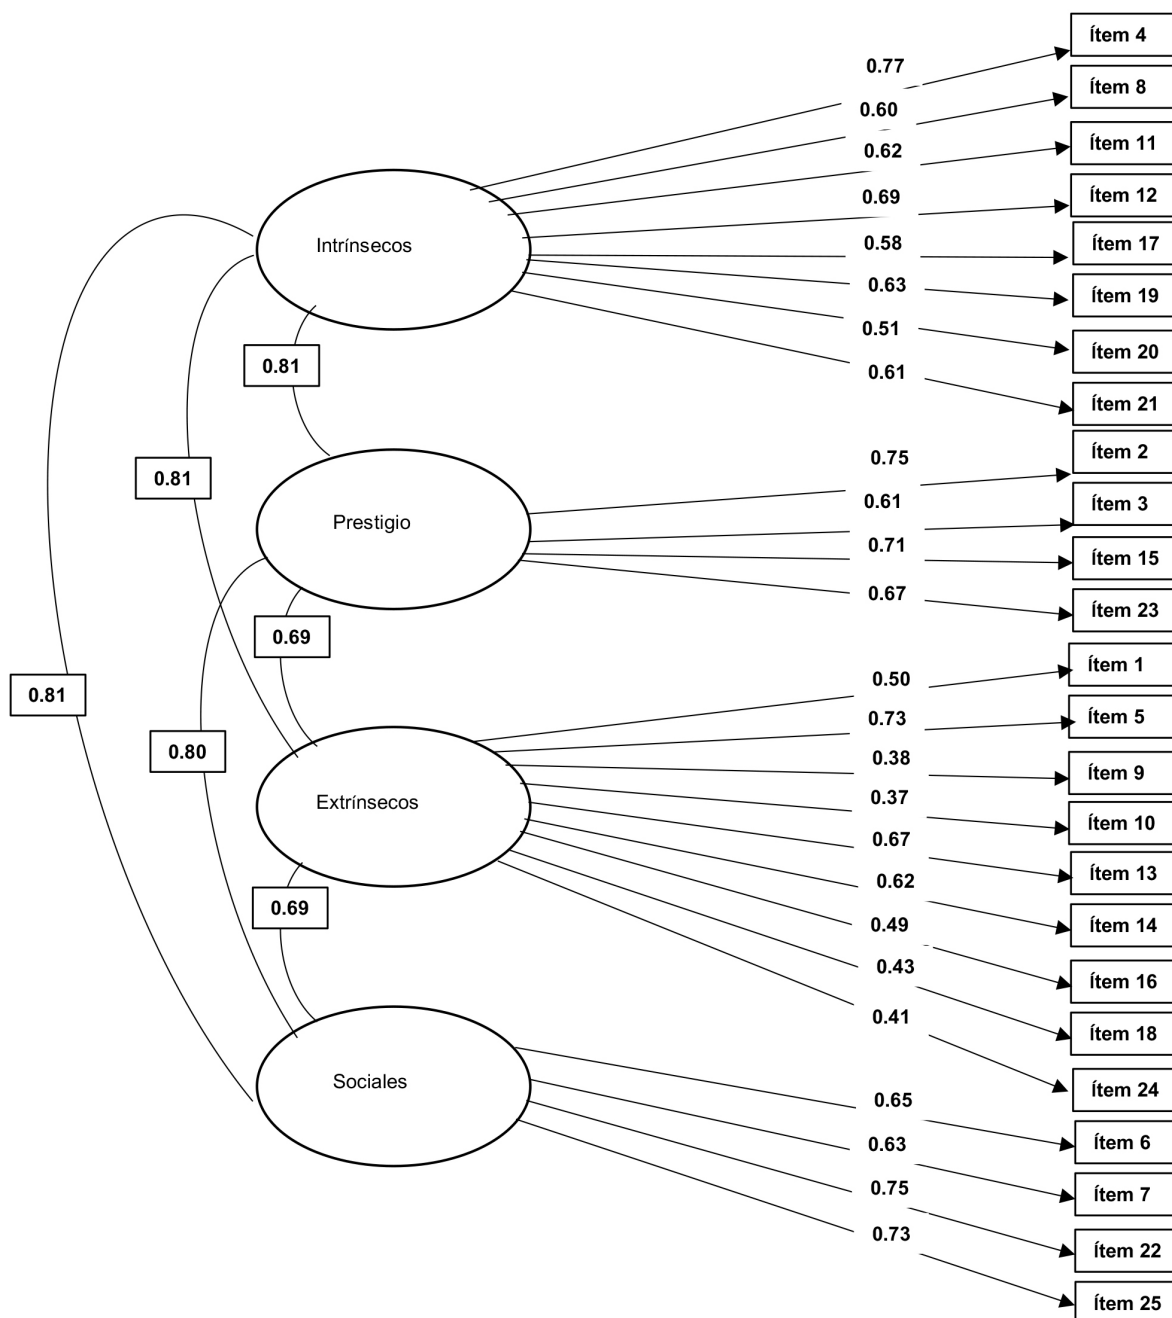 Ítem 4
0.77
Ítem 8
0.60
Ítem 11
0.62
Ítem 12
0.69
Ítem 17
0.58
Intrínsecos
0.63
Ítem 19
0.51
Ítem 20
0.81
0.61
Ítem 21
0.75
Ítem 2
0.81
0.61
Ítem 3
Prestigio
0.71
Ítem 15
0.67
Ítem 23
0.69
0.50
Ítem 1
0.81
0.73
Ítem 5
0.80
0.38
Ítem 9
Extrínsecos
0.37
Ítem 10
0.67
Ítem 13
0.62
Ítem 14
0.69
0.49
Ítem 16
0.43
Ítem 18
0.41
Ítem 24
Sociales
0.65
Ítem 6
0.63
Ítem 7
0.75
Ítem 22
0.73
Ítem 25